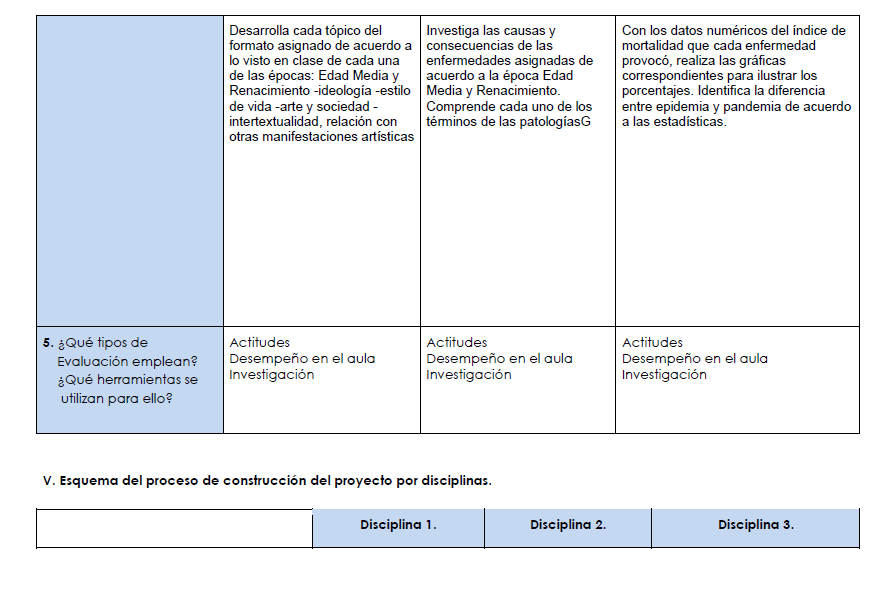 Desarrolla cada tópico del
formato asignado de acuerdo a
lo visto en clase de cada una
de las épocas: Edad Media y
Renacimiento -ideología -estilo
de vida -arte y sociedad -
intertextualidad, relación con
otras manifestaciones artísticas
Investiga las causas y
consecuencias de las
enfermedades asignadas de
acuerdo a la época Edad
Media y Renacimiento.
Comprende cada uno de los
términos de las patologíasG
Con los datos numéricos del índice de
mortalidad que cada enfermedad
provocó, realiza las gráficas
correspondientes para ilustrar los
porcentajes. Identifica la diferencia
entre epidemia y pandemia de acuerdo
a las estadísticas.
5. ¿Qué tipos de
Evaluación emplean?
¿Qué herramientas se
utilizan para ello?
Actitudes
Desempeño en el aula
Investigación
Actitudes
Desempeño en el aula
Investigación
Actitudes
Desempeño en el aula
Investigación
V. Esquema del proceso de construcción del proyecto por disciplinas.
Disciplina 1.
Disciplina 2.
Disciplina 3.